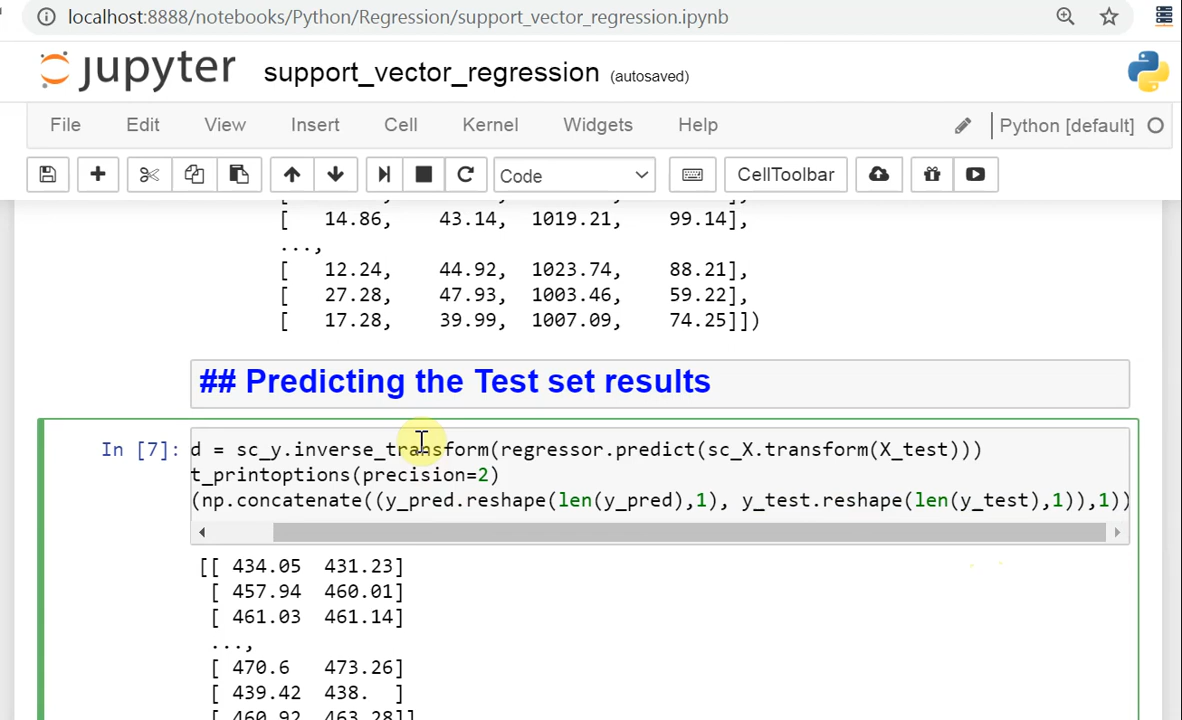 localhost:8888/notebooks/Python/Regression/support_vector_regression.ipynb
jupyter support_vector_regression (autosaved)
File Edit View Insert Cell Kernel Widgets Help Python [default]
Code CellToolbar
[ 14.86, 43.14, 1019.21, 99.14],
...,
[ 12.24, 44.92, 1023.74, 88.21],
[ 27.28, 47.93, 1003.46, 59.22],
[ 17.28, 39.99, 1007.09, 74.25]])
## Predicting the Test set results
In [7]: d = sc_y.inverse_transform(regressor.predict(sc_X.transform(X_test)))
t_printoptions(precision=2)
(np.concatenate((y_pred.reshape(len(y_pred),1), y_test.reshape(len(y_test),1)),1))
[[ 434.05 431.23]
[ 457.94 460.01]
[ 461.03 461.14]
...,
[ 470.6 473.26]
[ 439.42 438. ]
[ 460.92 463.28]]